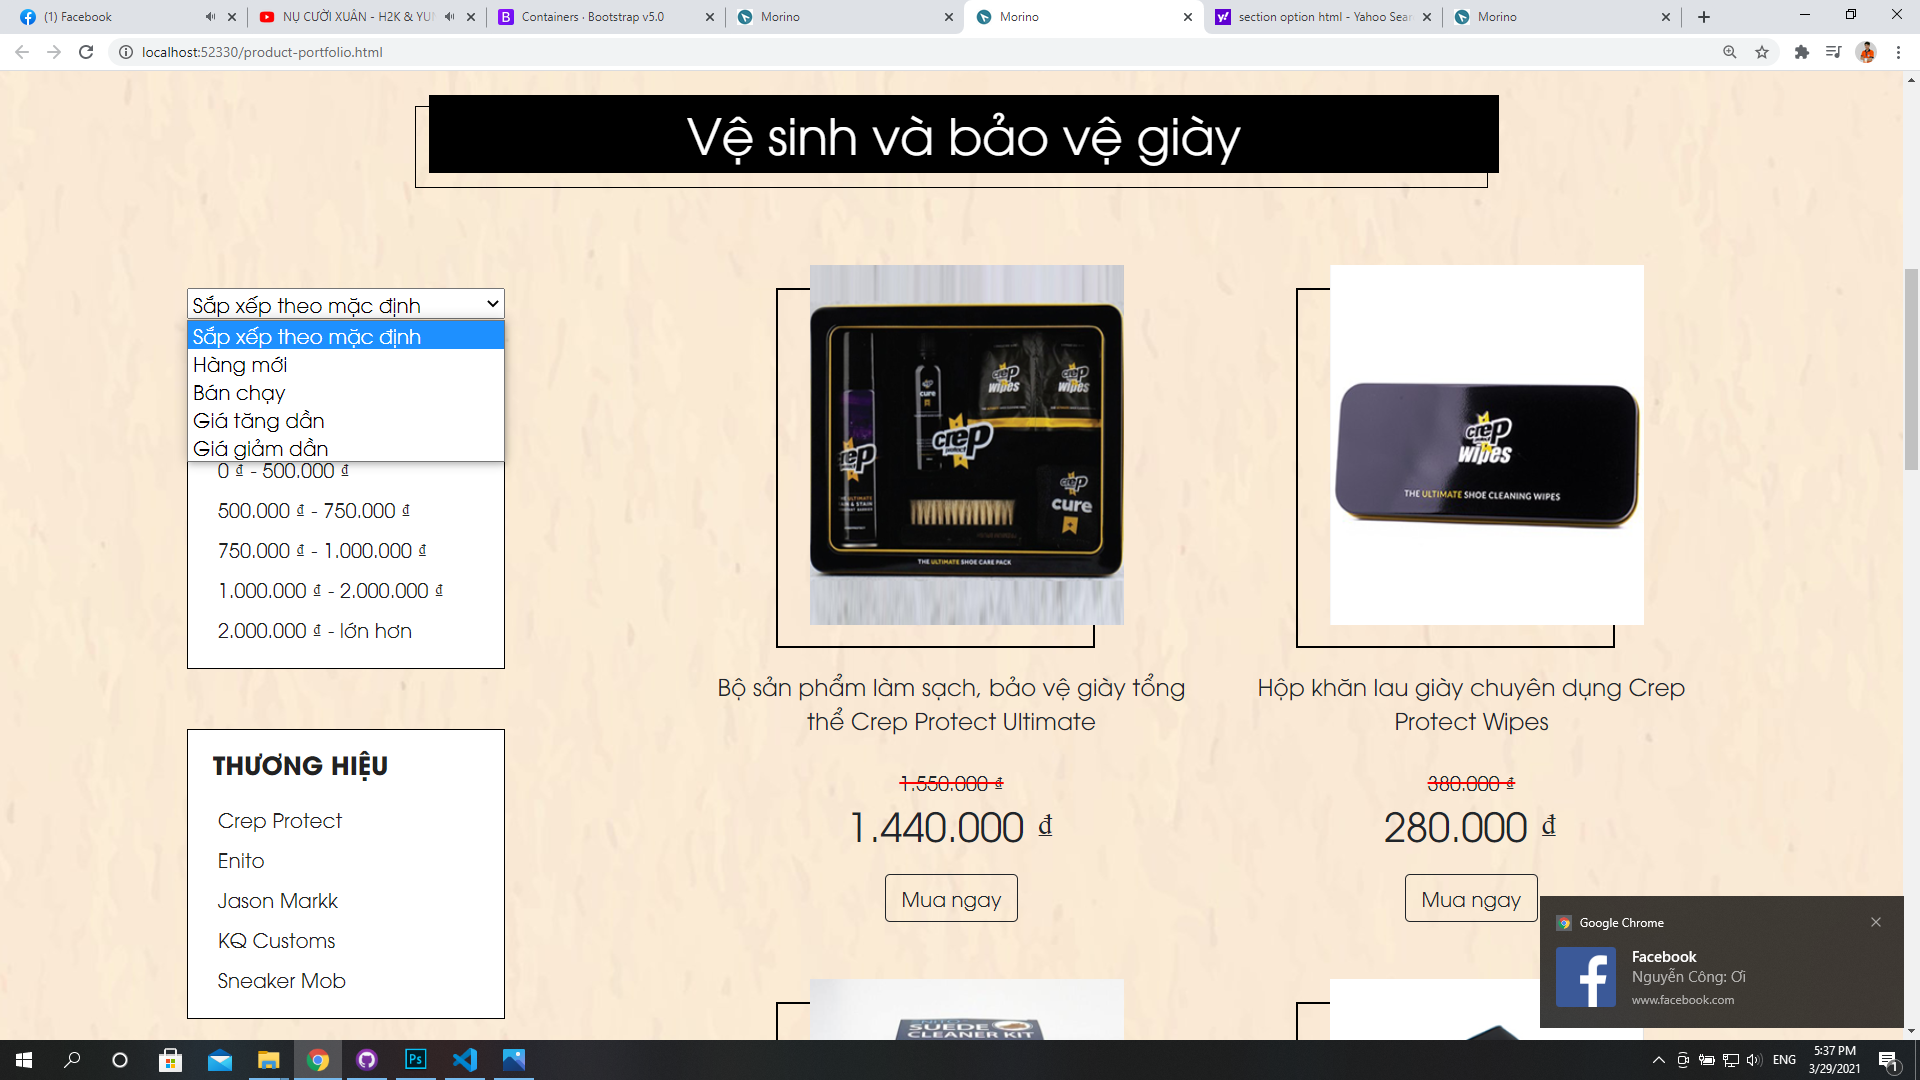 (1) Facebook
NỤ CƯỜI XUÂN - H2K & YUN
Containers · Bootstrap v5.0
Morino
Morino
section option html - Yahoo Sear
Morino
localhost:52330/product-portfolio.html
Vệ sinh và bảo vệ giày
Sắp xếp theo mặc định
Sắp xếp theo mặc định
Hàng mới
Bán chạy
Giá tăng dần
Giá giảm dần
0 ₫ - 500.000 ₫
500.000 ₫ - 750.000 ₫
750.000 ₫ - 1.000.000 ₫
1.000.000 ₫ - 2.000.000 ₫
2.000.000 ₫ - lớn hơn
THƯƠNG HIỆU
Crep Protect
Enito
Jason Markk
KQ Customs
Sneaker Mob
crep
wipes
crep
wipes
cure
crep
crep
crep
cure
THE ULTIMATE SHOE CARE PACK
Bộ sản phẩm làm sạch, bảo vệ giày tổng
thể Crep Protect Ultimate
1.550.000 ₫
1.440.000 ₫
Mua ngay
crep
wipes
THE ULTIMATE SHOE CLEANING WIPES
Hộp khăn lau giày chuyên dụng Crep
Protect Wipes
380.000 ₫
280.000 ₫
Mua ngay
SUEDE
CLEANER KIT
Google Chrome
Facebook
Nguyễn Công: Ơi
www.facebook.com
Ps
ENG
5:37 PM
3/29/2021
1